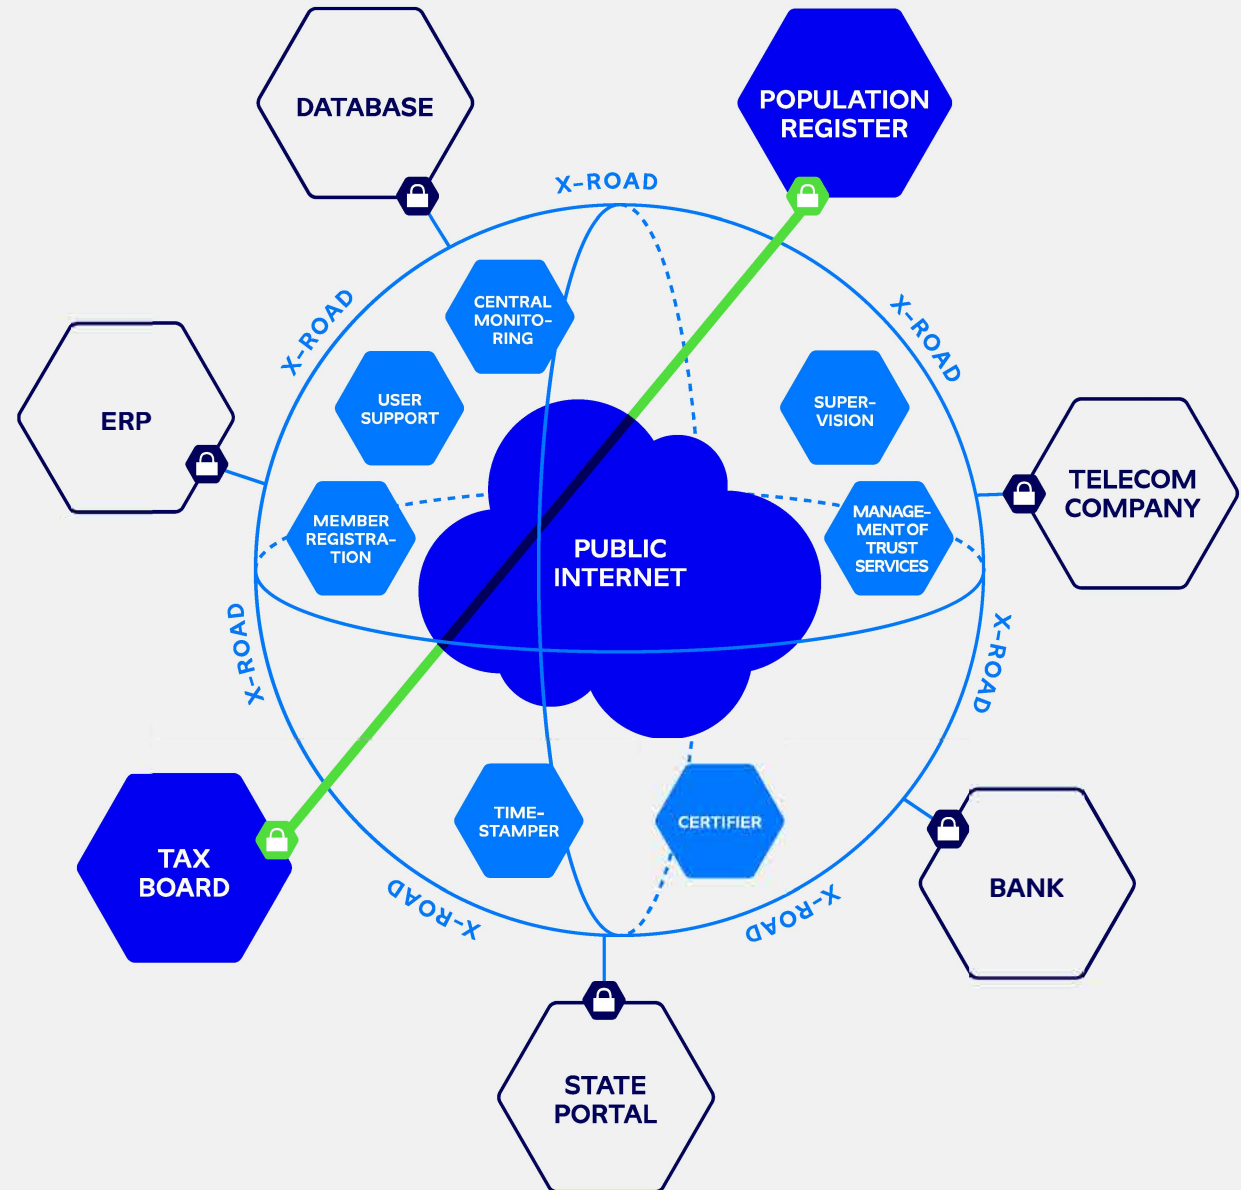 DATABASE
POPULATION
REGISTER
X-ROAD
X-ROAD
X-ROAD
CENTRAL
MONITO-
RING
USER
SUPPORT
SUPER-
VISION
ERP
TELECOM
COMPANY
MEMBER
REGISTRA-
TION
PUBLIC
INTERNET
MANAGE-
MENT OF
TRUST
SERVICES
X-ROAD
X-ROAD
TIME-
STAMPER
CERTIFIER
TAX
BOARD
BANK
X-ROAD
X-ROAD
STATE
PORTAL